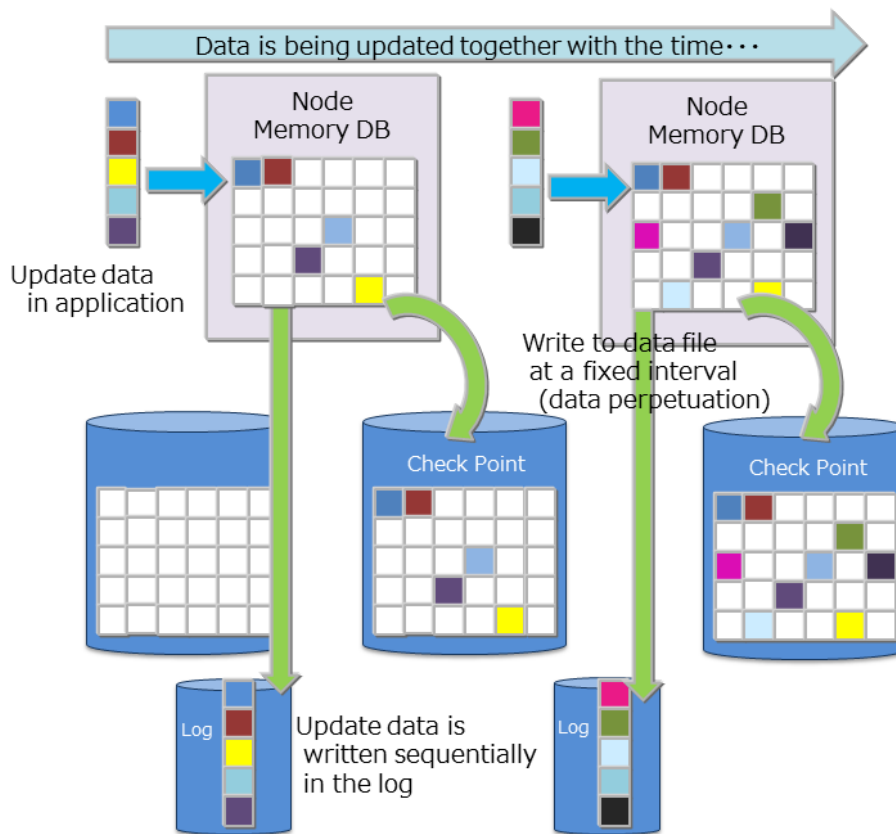 Data is being updated together with the time・・・
Node
Memory DB
Node
Memory DB
Update data
in application
Write to data file
at a fixed interval
(data perpetuation)
Check Point
Check Point
Log
Update data is
written sequentially
in the log
Log